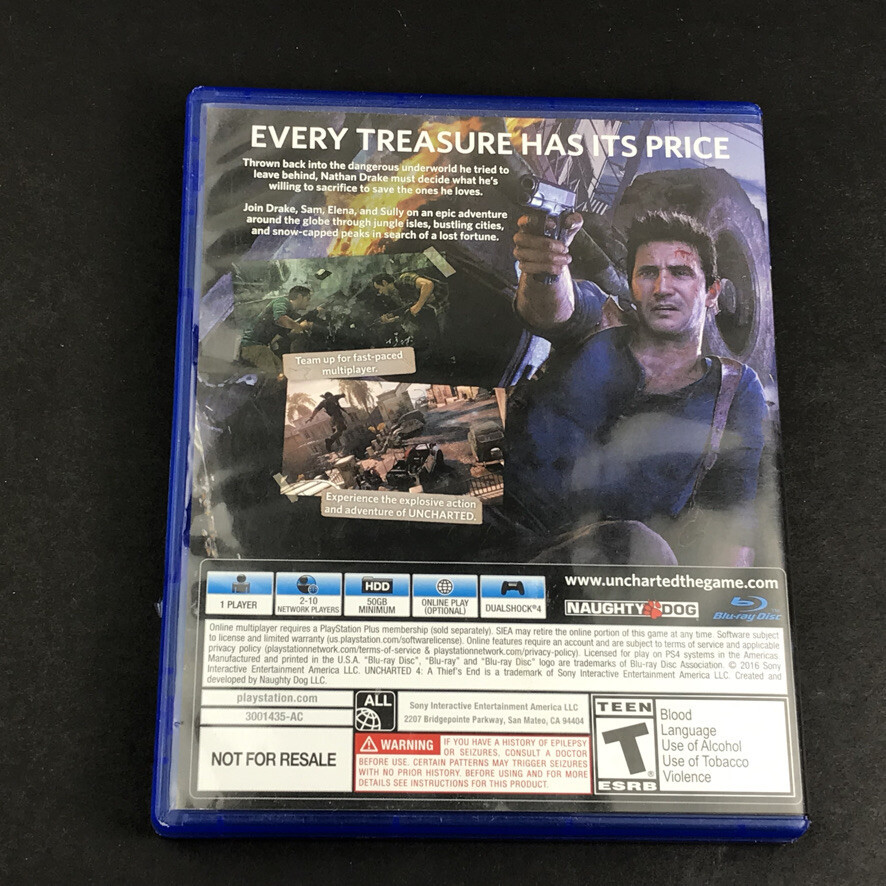 EVERY TREASURE HAS ITS PRICE
Thrown back into the dangerous underworld he tried to
leave behind, Nathan Drake must decide what he's
willing to sacrifice to save the ones he loves.
Join Drake, Sam, Elena, and Sully on an epic adventure
around the globe through jungle isles, bustling cities,
and snow-capped peaks in search of a lost fortune.
Team up for fast-paced
multiplayer.
Experience the explosive action
and adventure of UNCHARTED.
1 PLAYER
2-10
NETWORK PLAYERS
HDD
50GB
MINIMUM
ONLINE PLAY
(OPTIONAL)
DUALSHOCK®4
www.unchartedthegame.com
NAUGHTY DOG
Blu-ray Disc™
Online multiplayer requires a PlayStation Plus membership (sold separately). SIEA may retire the online portion of this game at any time. Software subject
to license and limited warranty (us.playstation.com/softwarelicense). Online features require an account and are subject to terms of service and applicable
privacy policy (playstationnetwork.com/terms-of-service & playstationnetwork.com/privacy-policy). Licensed for play on PS4 systems in the Americas.
Manufactured and printed in the U.S.A. "Blu-ray Disc", "Blu-ray" and "Blu-ray Disc" logo are trademarks of Blu-ray Disc Association. © 2016 Sony
Interactive Entertainment America LLC. UNCHARTED 4: A Thief's End is a trademark of Sony Interactive Entertainment America LLC. Created and
developed by Naughty Dog LLC.
playstation.com
3001435-AC
NOT FOR RESALE
ALL
Sony Interactive Entertainment America LLC
2207 Bridgepointe Parkway, San Mateo, CA 94404
WARNING IF YOU HAVE A HISTORY OF EPILEPSY
OR SEIZURES, CONSULT A DOCTOR
BEFORE USE. CERTAIN PATTERNS MAY TRIGGER SEIZURES
WITH NO PRIOR HISTORY. BEFORE USING AND FOR MORE
DETAILS SEE INSTRUCTIONS FOR THIS PRODUCT.
TEEN
T®
ESRB
Blood
Language
Use of Alcohol
Use of Tobacco
Violence